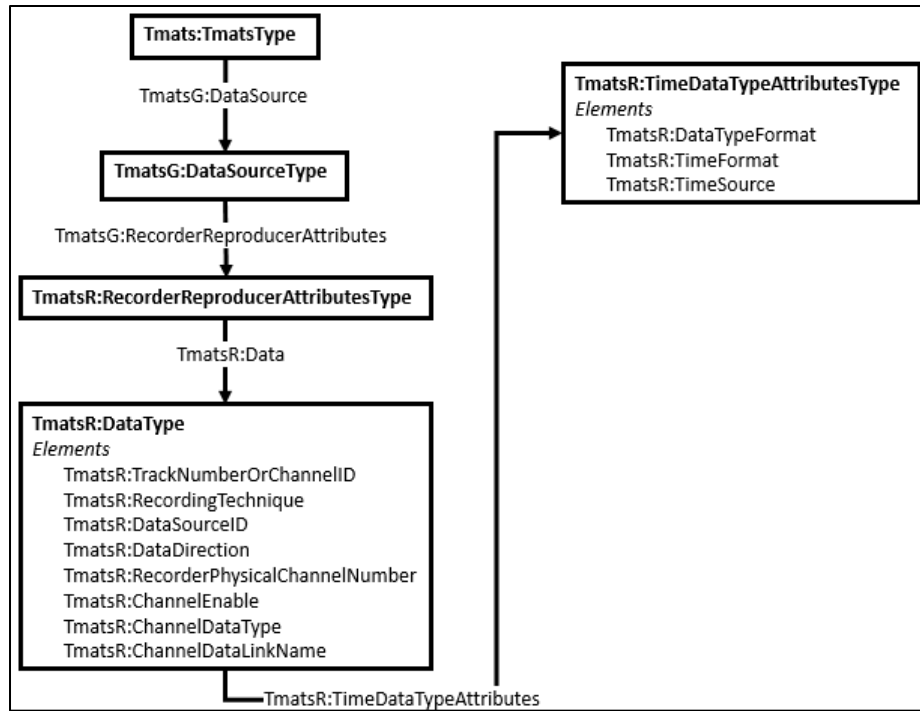 Tmats:TmatsType
TmatsG:DataSource
TmatsG:DataSourceType
TmatsG:RecorderReproducerAttributes
TmatsR:RecorderReproducerAttributesType
TmatsR:Data
TmatsR:DataType
Elements
TmatsR:TrackNumberOrChannelID
TmatsR:RecordingTechnique
TmatsR:DataSourceID
TmatsR:DataDirection
TmatsR:RecorderPhysicalChannelNumber
TmatsR:ChannelEnable
TmatsR:ChannelDataType
TmatsR:ChannelDataLinkName
TmatsR:TimeDataTypeAttributes
TmatsR:TimeDataTypeAttributesType
Elements
TmatsR:DataTypeFormat
TmatsR:TimeFormat
TmatsR:TimeSource